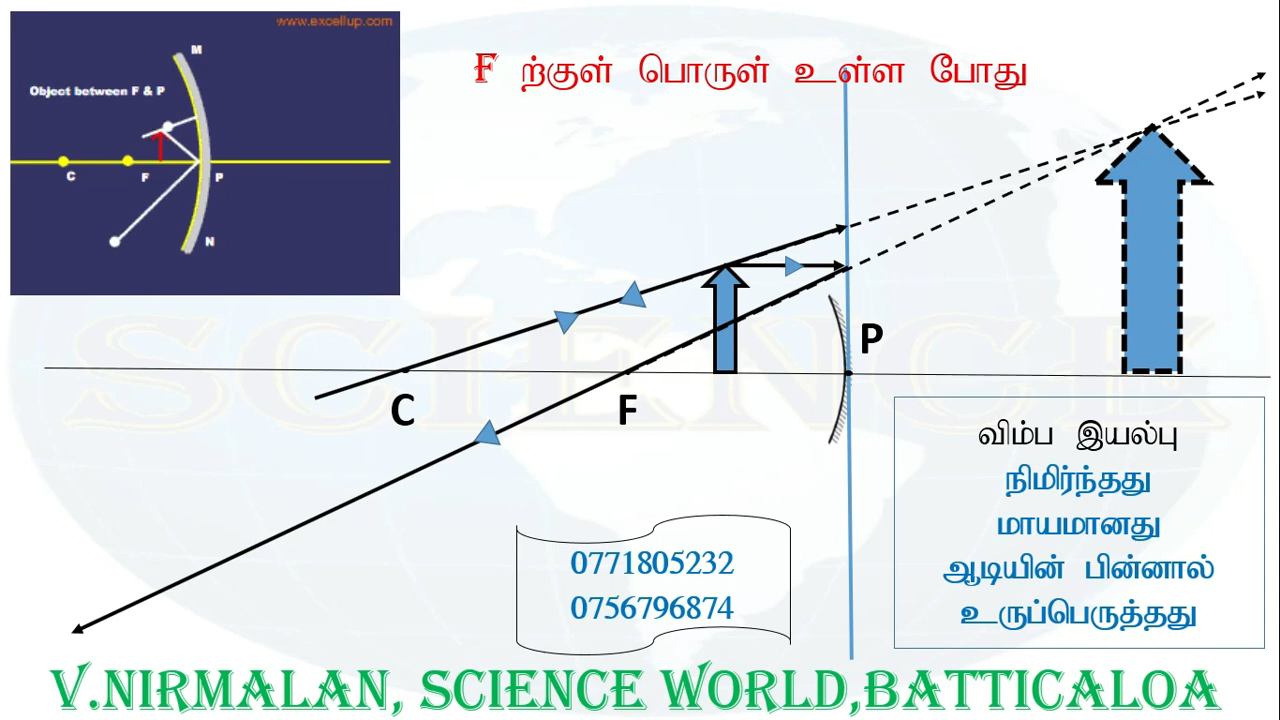 www.excellup.com
M
Object between F & P
C
F
P
N
F ற்குள் பொருள் உள்ள போது
P
C
F
விம்ப இயல்பு
நிமிர்ந்தது
மாயமானது
ஆடியின் பின்னால்
உருப்பெருத்தது
0771805232
0756796874
SCIENCE
V.NIRMALAN, SCIENCE WORLD,BATTICALOA